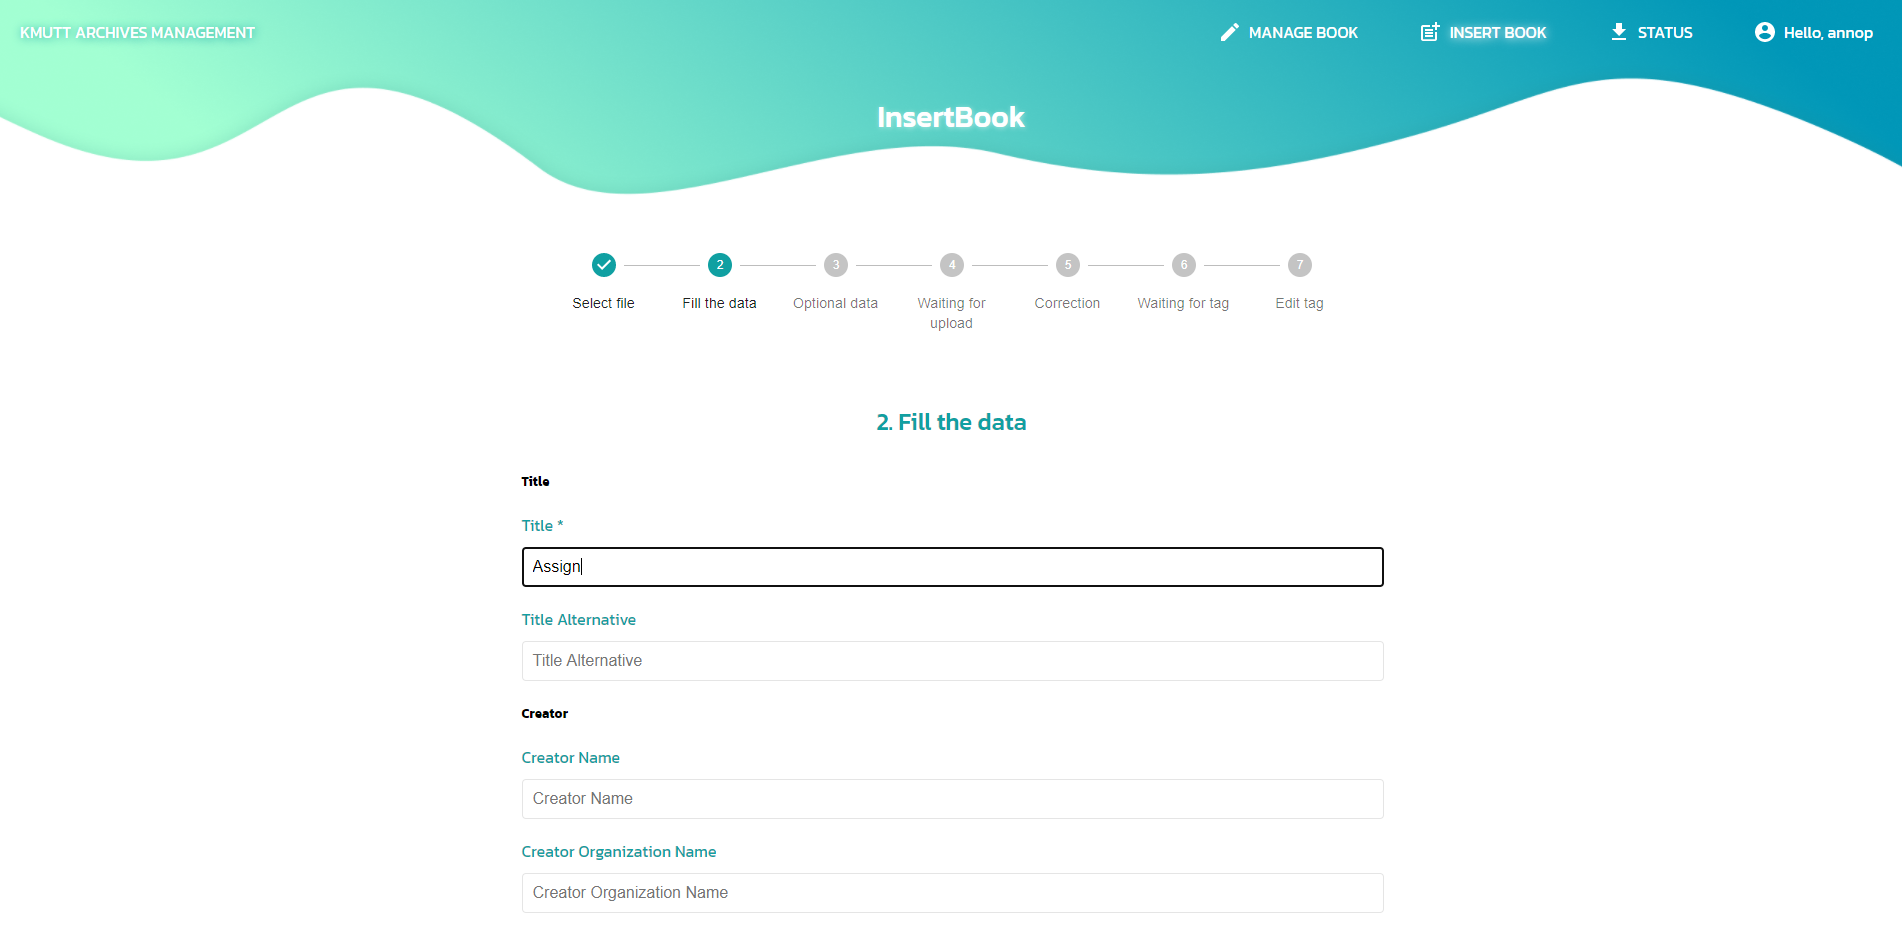 KMUTT ARCHIVES MANAGEMENT
MANAGE BOOK
INSERT BOOK
STATUS
Hello, annop
InsertBook
2
3
4
5
6
7
Select file
Fill the data
Optional data
Waiting for
upload
Correction
Waiting for tag
Edit tag
2. Fill the data
Title
Title *
Assign
Title Alternative
Title Alternative
Creator
Creator Name
Creator Name
Creator Organization Name
Creator Organization Name